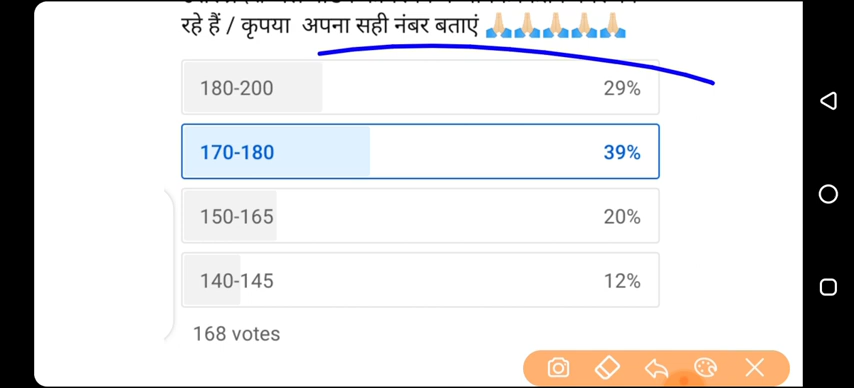 रहे हैं / कृपया अपना सही नंबर बताएं 🙏🏻🙏🏻🙏🏻🙏🏻🙏🏻
180-200 29%
170-180 39%
150-165 20%
140-145 12%
168 votes